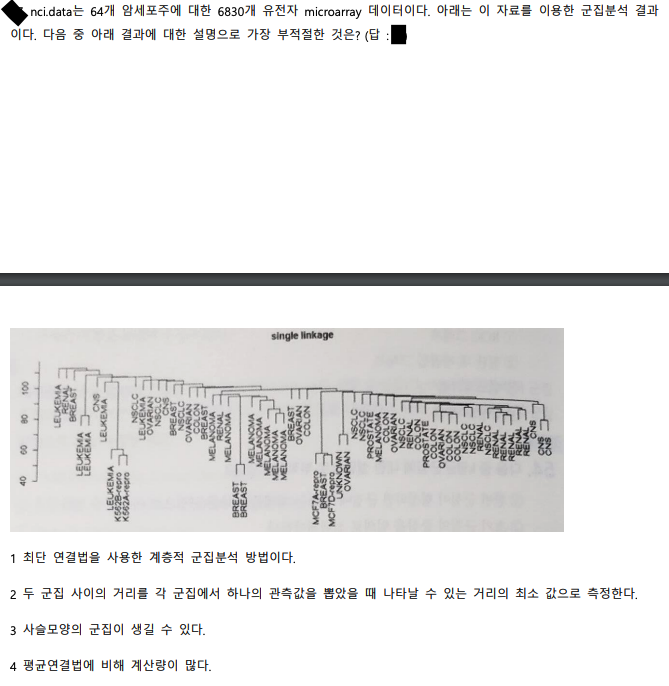 nci.data는 64개 암세포주에 대한 6830개 유전자 microarray 데이터이다. 아래는 이 자료를 이용한 군집분석 결과
이다. 다음 중 아래 결과에 대한 설명으로 가장 부적절한 것은? (답 :
single linkage
100
80
60
40
LEUKEMIA
RENAL
BREAST
LEUKEMIA
LEUKEMIA
CNS
LEUKEMIA
LEUKEMIA
K562B-repro
K562A-repro
NSCLC
LEUKEMIA
OVARIAN
NSCLC
CNS
BREAST
NSCLC
OVARIAN
COLON
BREAST
MELANOMA
RENAL
MELANOMA
BREAST
BREAST
MELANOMA
MELANOMA
MELANOMA
MELANOMA
MELANOMA
BREAST
OVARIAN
COLON
MCF7A-repro
BREAST
MCF7D-repro
UNKNOWN
OVARIAN
NSCLC
NSCLC
PROSTATE
MELANOMA
COLON
OVARIAN
NSCLC
RENAL
COLON
PROSTATE
COLON
OVARIAN
COLON
COLON
NSCLC
RENAL
NSCLC
RENAL
RENAL
RENAL
RENAL
RENAL
CNS
CNS
CNS
1 최단 연결법을 사용한 계층적 군집분석 방법이다.
2 두 군집 사이의 거리를 각 군집에서 하나의 관측값을 뽑았을 때 나타날 수 있는 거리의 최소 값으로 측정한다.
3 사슬모양의 군집이 생길 수 있다.
4 평균연결법에 비해 계산량이 많다.